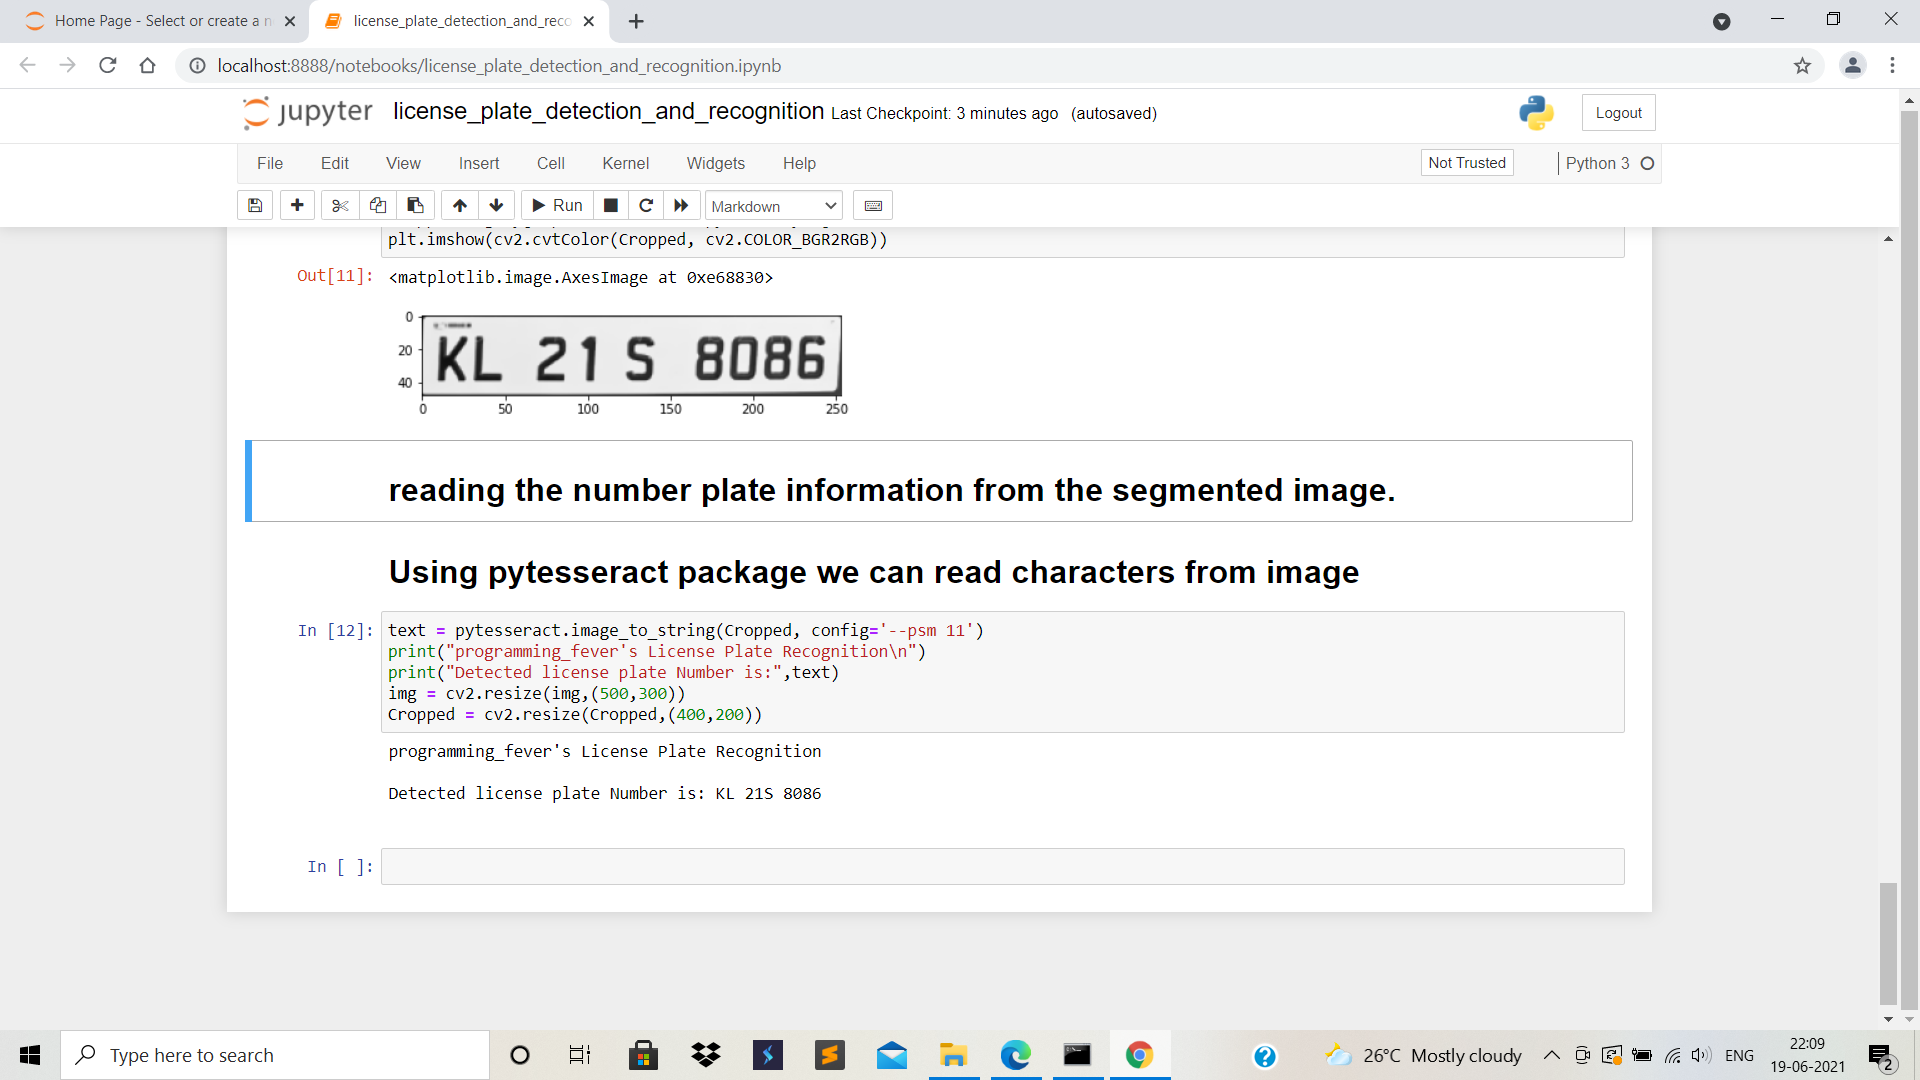 Home Page - Select or create a n
license_plate_detection_and_reco
localhost:8888/notebooks/license_plate_detection_and_recognition.ipynb
jupyter license_plate_detection_and_recognition Last Checkpoint: 3 minutes ago (autosaved)
Logout
File Edit View Insert Cell Kernel Widgets Help
Not Trusted
Python 3
Run
Markdown
plt.imshow(cv2.cvtColor(Cropped, cv2.COLOR_BGR2RGB))
Out[11]: <matplotlib.image.AxesImage at 0xe68830>
0
20
40
KL 21 S 8086
0 50 100 150 200 250
reading the number plate information from the segmented image.
Using pytesseract package we can read characters from image
In [12]: text = pytesseract.image_to_string(Cropped, config='--psm 11')
print("programming_fever's License Plate Recognition\n")
print("Detected license plate Number is:",text)
img = cv2.resize(img,(500,300))
Cropped = cv2.resize(Cropped,(400,200))
programming_fever's License Plate Recognition
Detected license plate Number is: KL 21S 8086
In [ ]:
Type here to search
26°C Mostly cloudy
ENG
22:09
19-06-2021
2